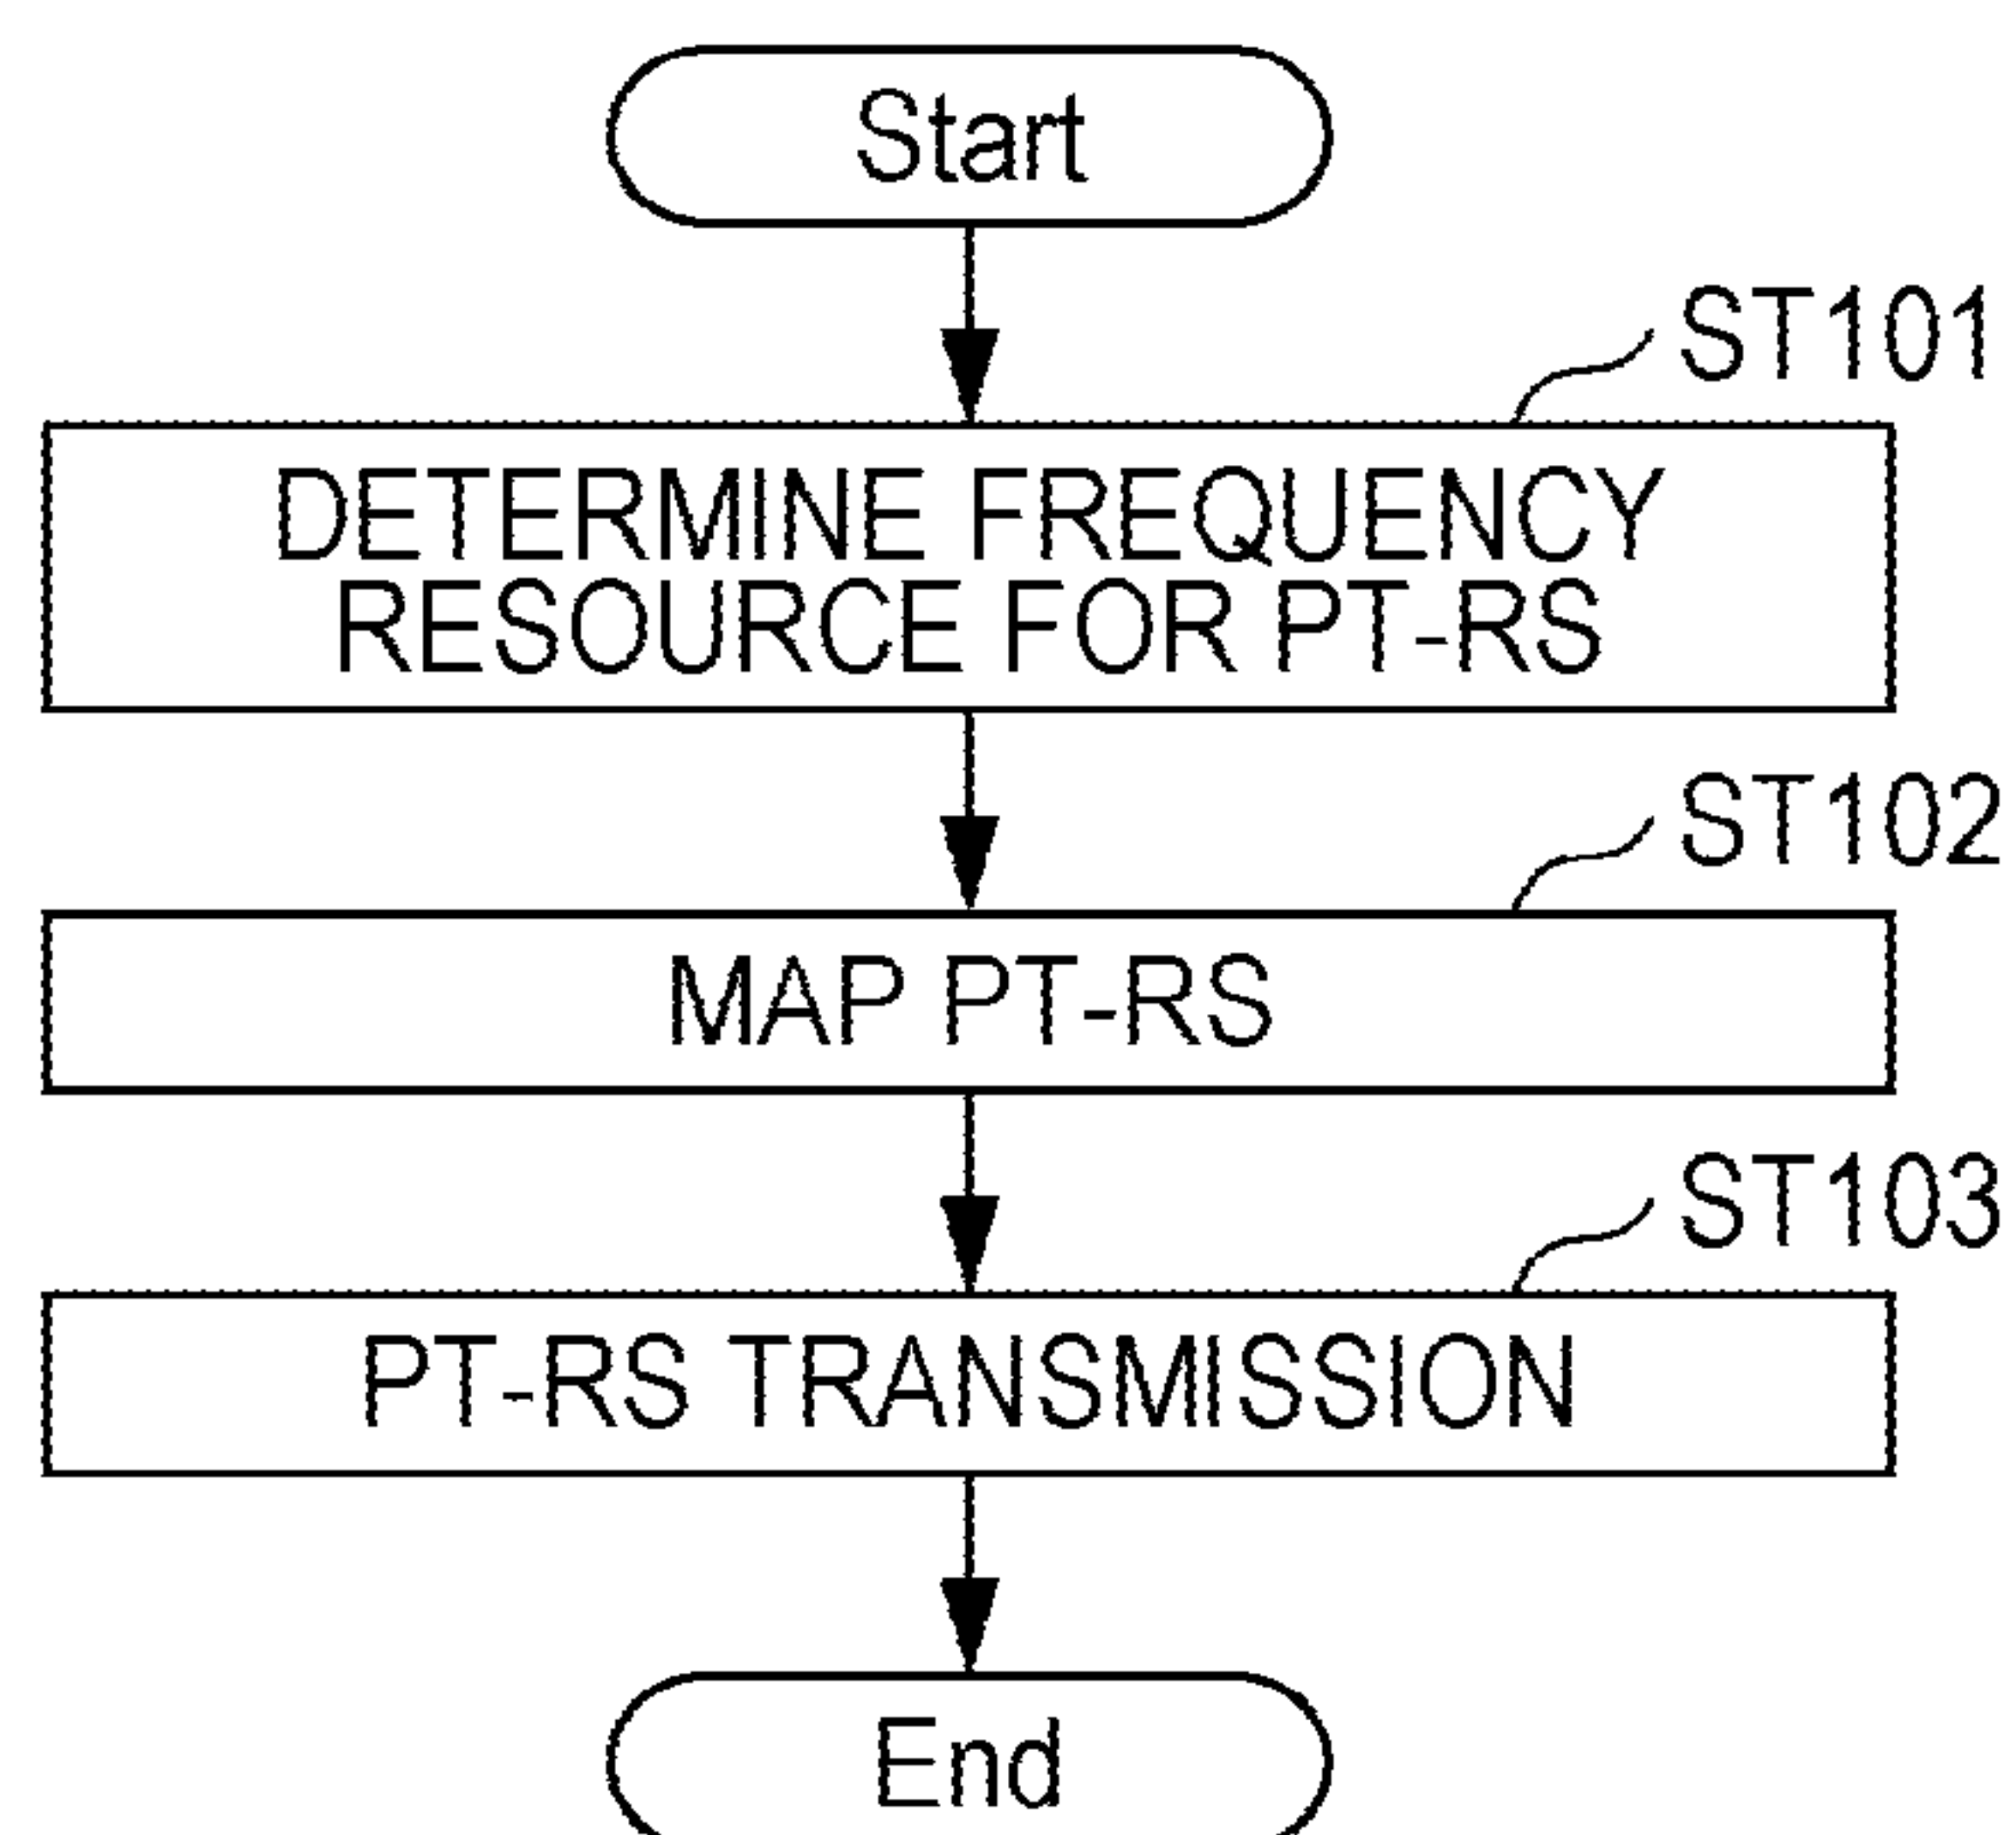 Start
ST101
DETERMINE FREQUENCY
RESOURCE FOR PT-RS
ST102
MAP PT-RS
ST103
PT-RS TRANSMISSION
End